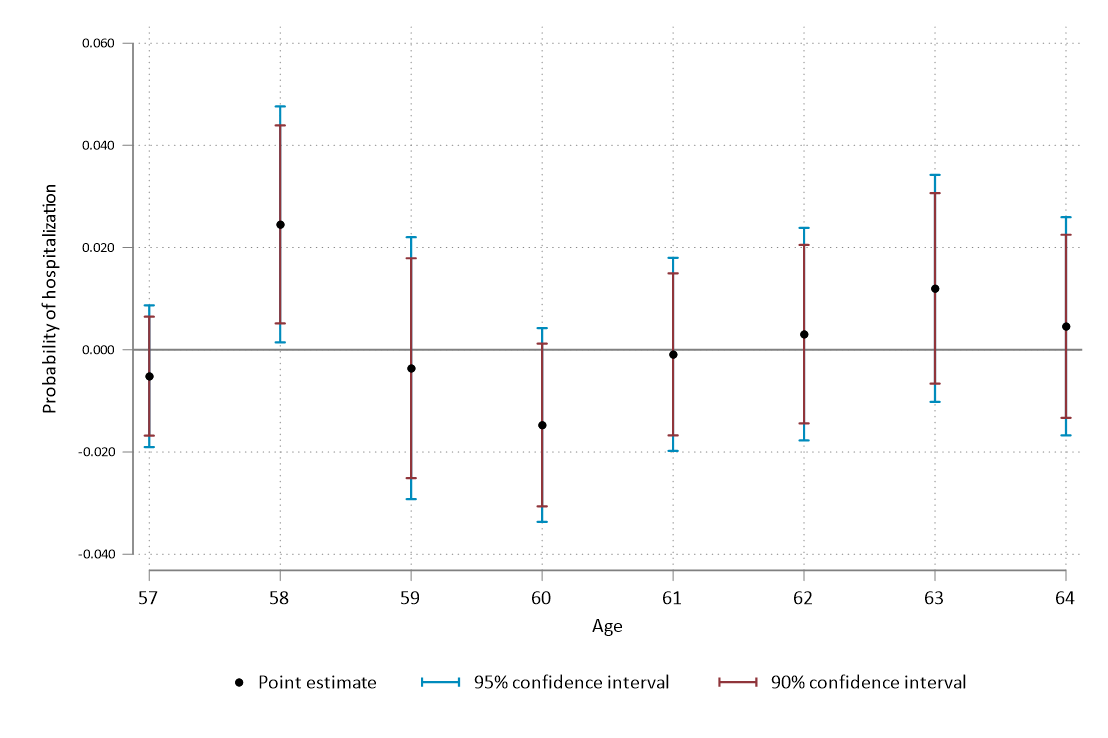 0.060
0.040
0.020
0.000
-0.020
-0.040
Probability of hospitalization
57 58 59 60 61 62 63 64
Age
Point estimate 95% confidence interval 90% confidence interval